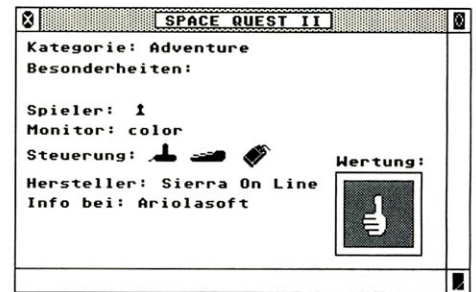 SPACE QUEST II
Kategorie: Adventure
Besonderheiten:
Spieler:
Monitor: color
Steuerung:
Wertung:
Hersteller: Sierra On Line
Info bei: Ariolasoft